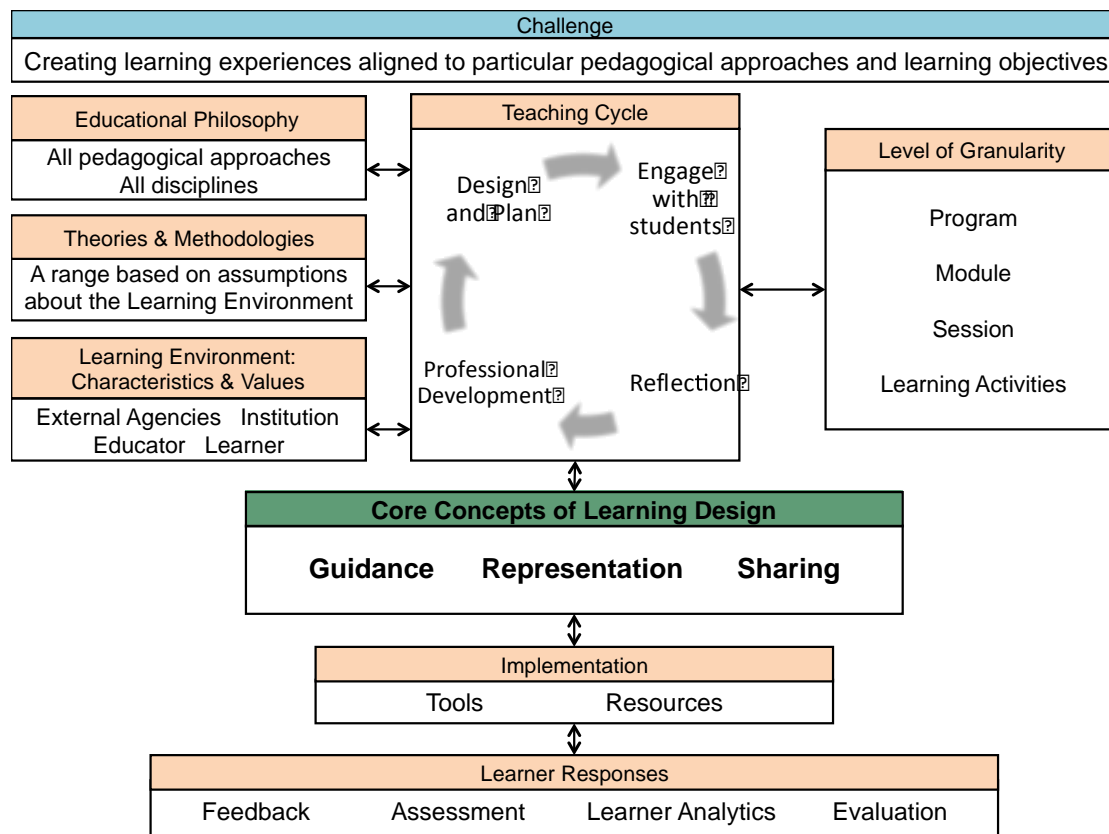 Challenge
Creating learning experiences aligned to particular pedagogical approaches and learning objectives
Educational Philosophy
All pedagogical approaches
All disciplines
Theories & Methodologies
A range based on assumptions
about the Learning Environment
Learning Environment:
Characteristics & Values
External Agencies Institution
Educator Learner
Teaching Cycle
Design
and Plan
Engage
with
students
Reflection
Professional
Development
Level of Granularity
Program
Module
Session
Learning Activities
Core Concepts of Learning Design
Guidance Representation Sharing
Implementation
Tools Resources
Learner Responses
Feedback Assessment Learner Analytics Evaluation